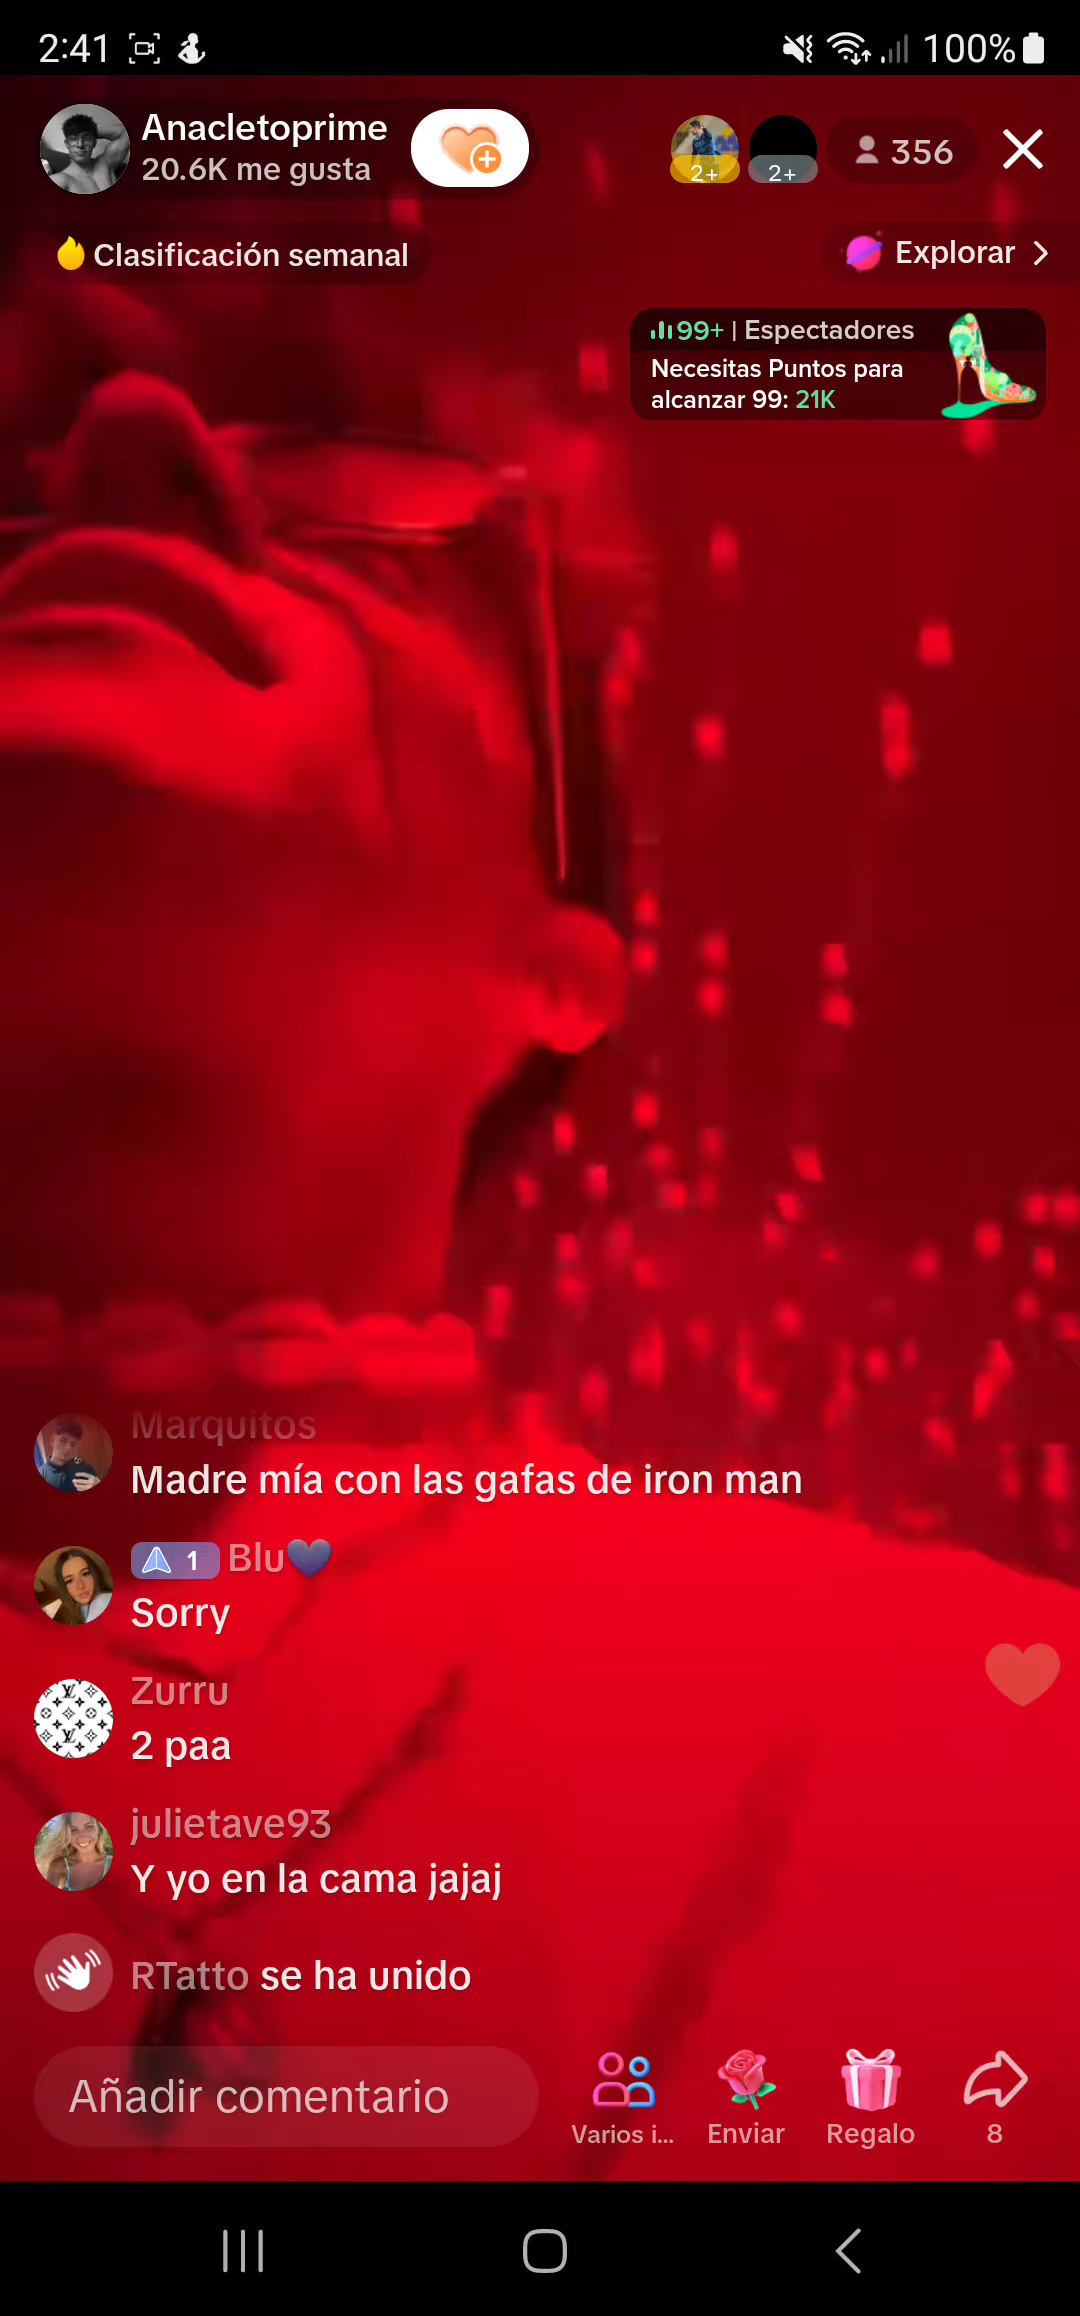 2:41
100%
Anacletoprime
20.6K me gusta
2+
2+
356
Clasificación semanal
Explorar
99+ | Espectadores
Necesitas Puntos para
alcanzar 99: 21K
Marquitos
Madre mía con las gafas de iron man
1 Blu💜
Sorry
Zurru
2 paa
julietave93
Y yo en la cama jajaj
RTatto se ha unido
Añadir comentario
Varios i...
Enviar
Regalo
8